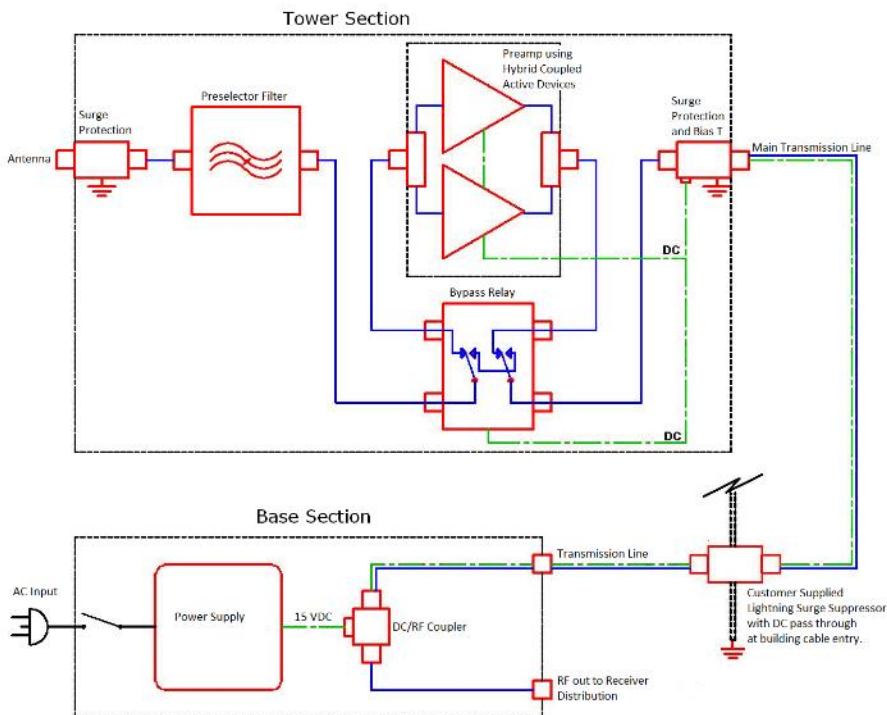 Tower Section
Preamp using
Hybrid Coupled
Active Devices
Preselector Filter
Surge
Protection
Surge
Protection
and Bias T
Antenna
Main Transmission Line
DC
Bypass Relay
DC
Base Section
Transmission Line
AC Input
Power Supply
15 VDC
DC/RF Coupler
Customer Supplied
Lightning Surge Suppressor
with DC pass through
at building cable entry.
RF out to Receiver
Distribution